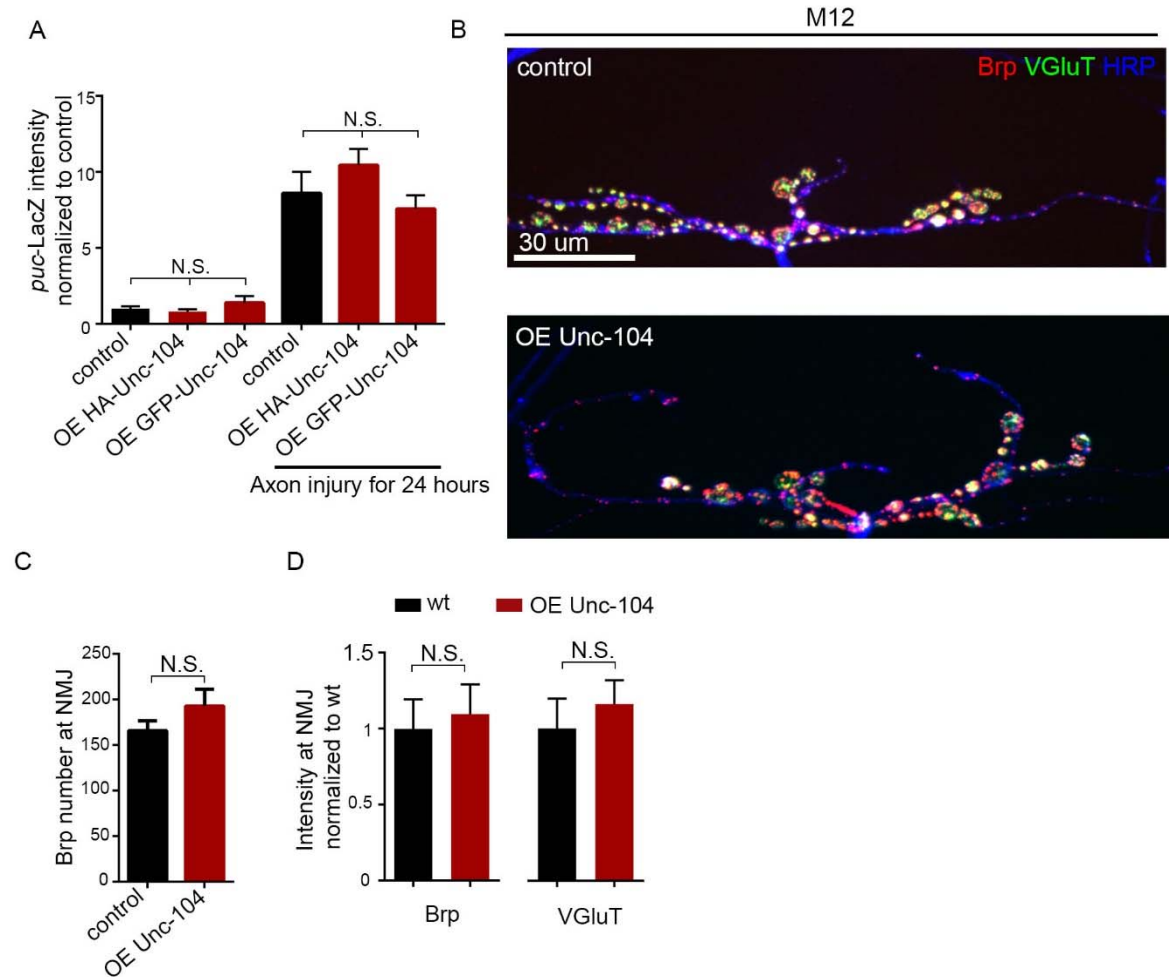 A
puc-LacZ intensity
normalized to control
15
10
5
0
N.S.
N.S.
control
OE HA-Unc-104
OE GFP-Unc-104
control
OE HA-Unc-104
OE GFP-Unc-104
Axon injury for 24 hours
B
M12
control
Brp VGluT HRP
30 um
OE Unc-104
C
Brp number at NMJ
250
200
150
100
50
0
N.S.
control
OE Unc-104
D
wt
OE Unc-104
Intensity at NMJ
normalized to wt
1.5
1
0.5
0
N.S.
N.S.
Brp
VGluT